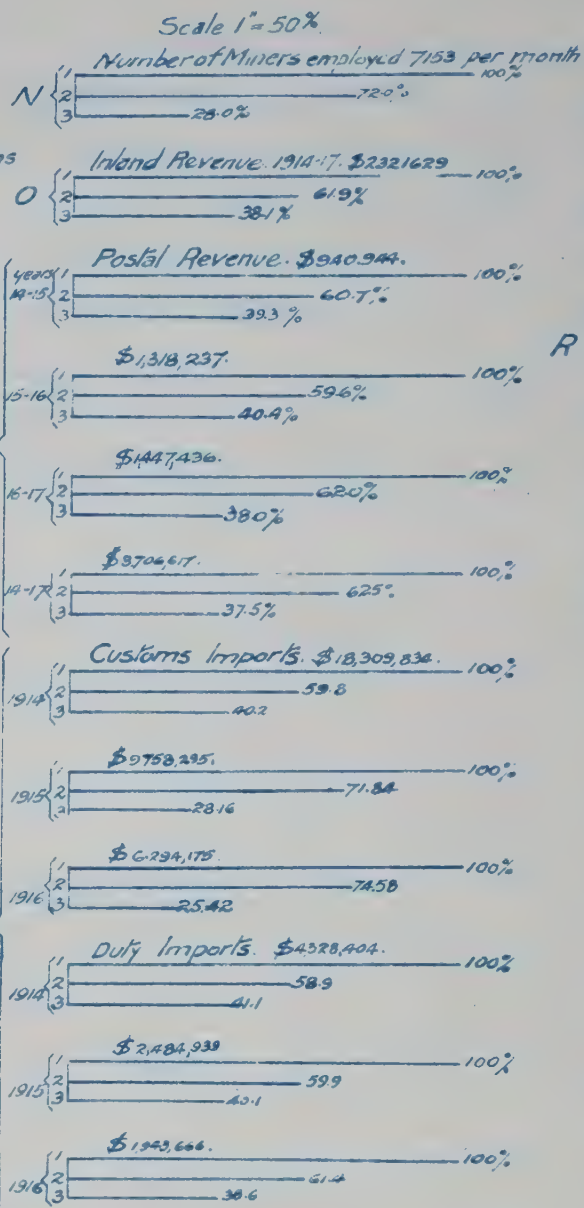 Scale 1" = 50%
Number of Miners employed 7153 per month
N 1 100%
2 72.0%
3 28.0%
ns
Inland Revenue. 1914-17. $2321629
O 1 100%
2 61.9%
3 38.1%
Postal Revenue. $940,944.
years 14-15 1 100%
2 60.7%
3 39.3%
R
$1,318,237.
15-16 1 100%
2 59.6%
3 40.4%
$1,447,436.
16-17 1 100%
2 62.0%
3 38.0%
$3,706,617.
14-17 1 100%
2 62.5%
3 37.5%
Customs Imports. $18,309,834.
1914 1 100%
2 59.8
3 40.2
$9758,295.
1915 1 100%
2 71.84
3 28.16
$6,294,175.
1916 1 100%
2 74.58
3 25.42
Duty Imports. $4328,404.
1914 1 100%
2 58.9
3 41.1
$2,484,939
1915 1 100%
2 59.9
3 40.1
$1,943,666.
1916 1 100%
2 61.4
3 38.6